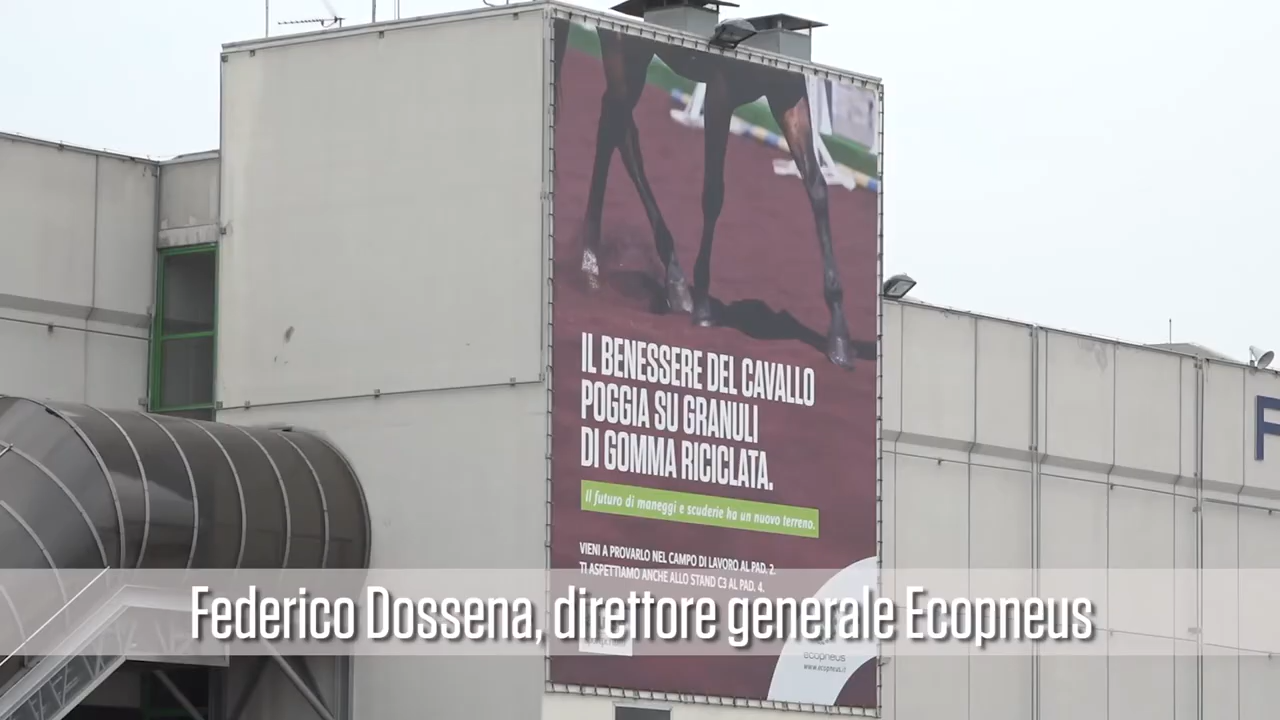 IL BENESSERE DEL CAVALLO
POGGIA SU GRANULI
DI GOMMA RICICLATA.
Il futuro di maneggi e scuderie ha un nuovo terreno.
VIENI A PROVARLO NEL CAMPO DI LAVORO AL PAD. 2.
TI ASPETTIAMO ANCHE ALLO STAND C3 AL PAD. 4.
Federico Dossena, direttore generale Ecopneus
ecopneus
www.ecopneus.it
F